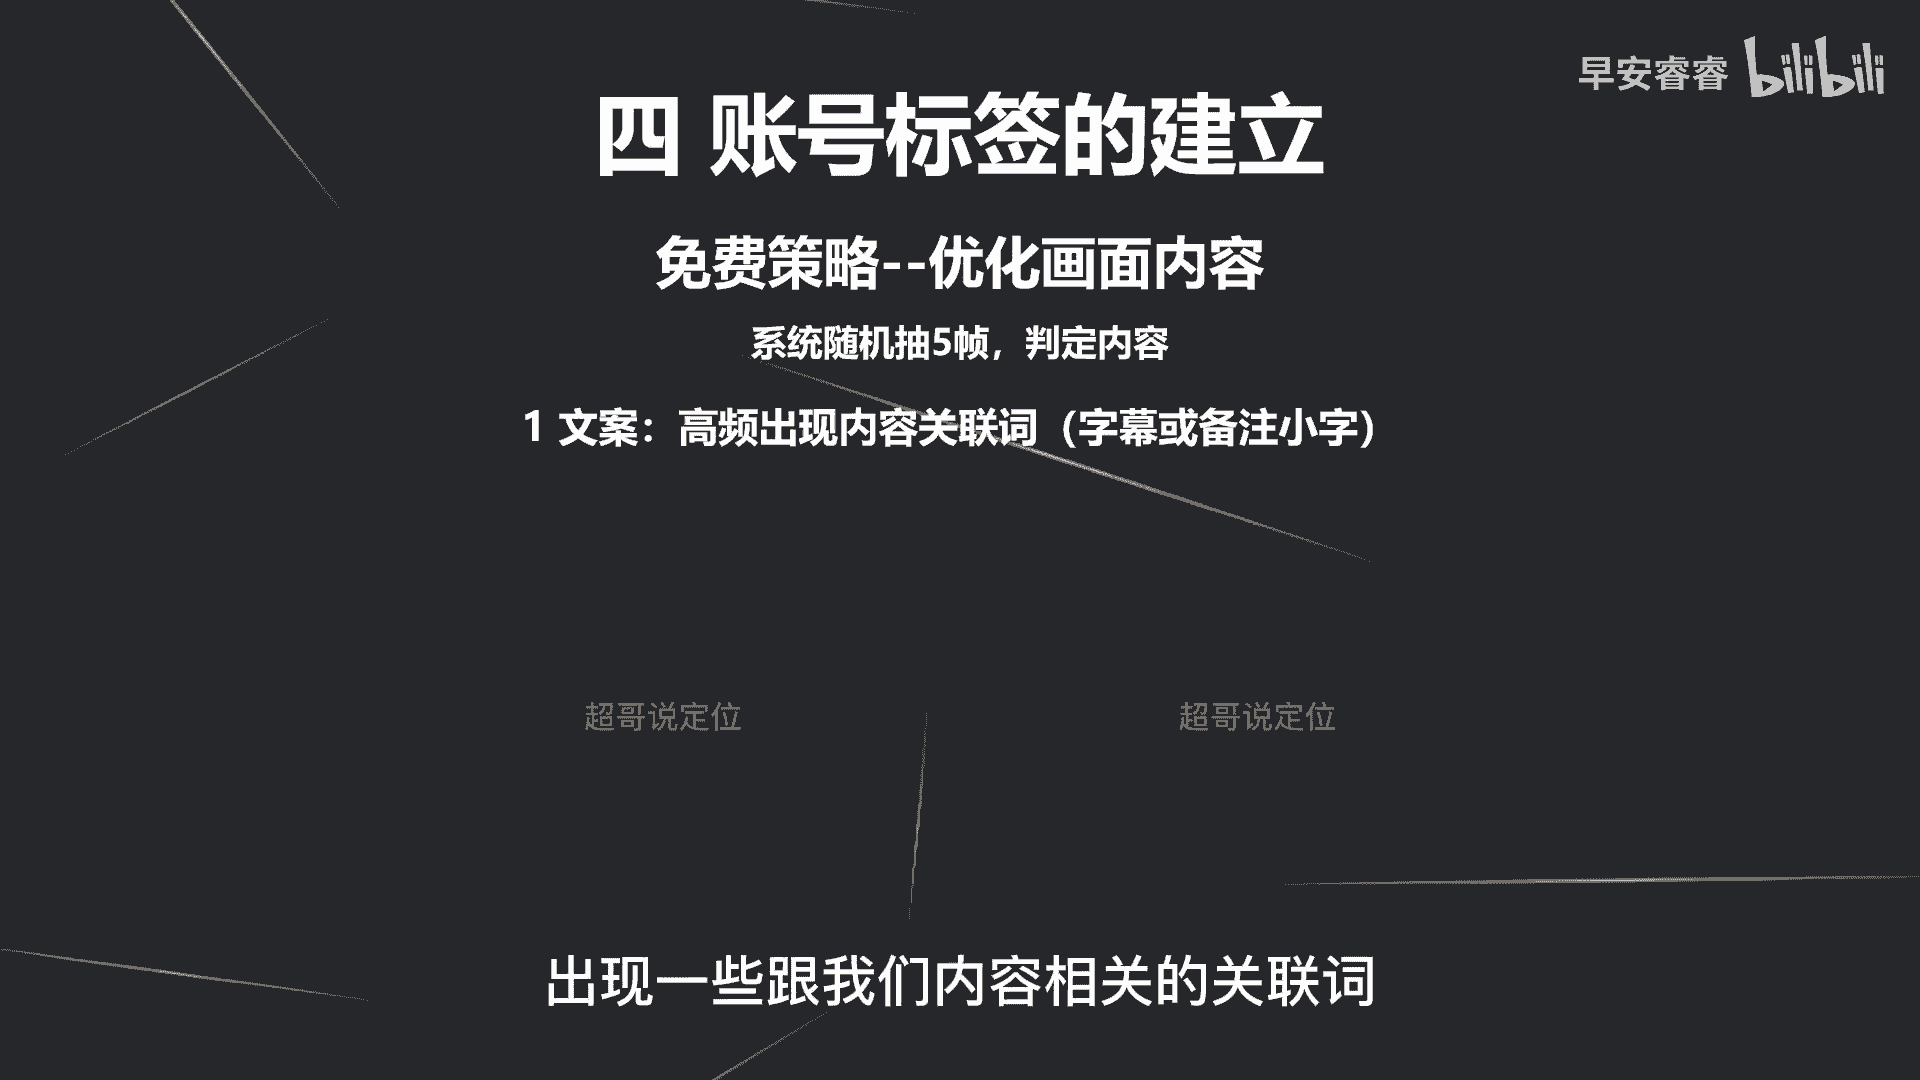 早安睿睿 bilibili
四 账号标签的建立
免费策略--优化画面内容
系统随机抽5帧，判定内容
1 文案：高频出现内容关联词（字幕或备注小字）
超哥说定位 超哥说定位
出现一些跟我们内容相关的关联词